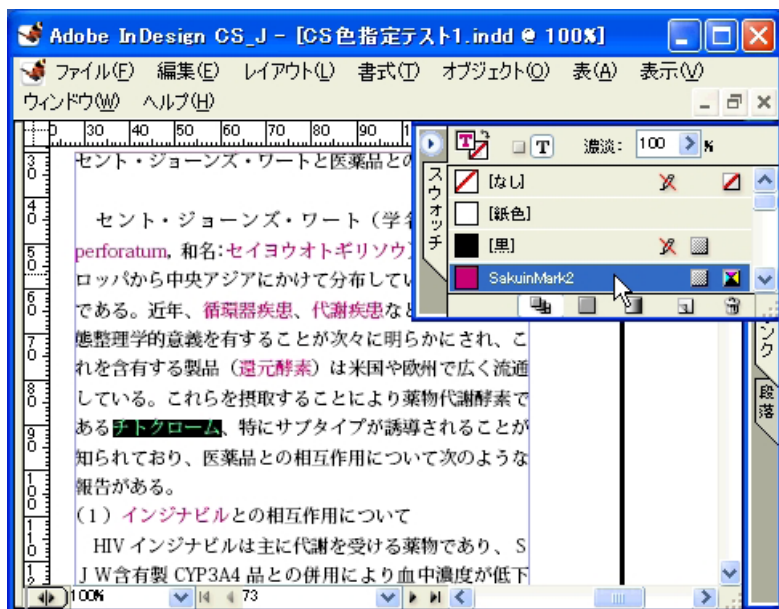 Adobe InDesign CS_J - [CS色指定テスト1.indd @ 100%]
ファイル(F) 編集(E) レイアウト(L) 書式(T) オブジェクト(O) 表(A) 表示(V)
ウィンドウ(W) ヘルプ(H)
30 40 50 60 70 80 90 1
濃淡: 100 %
スウォッチ
[なし]
[紙色]
[黒]
SakuinMark2
セント・ジョーンズ・ワートと医薬品との
セント・ジョーンズ・ワート（学名
perforatum, 和名：セイヨウオトギリソウ）
ロッパから中央アジアにかけて分布してい
である。近年、循環器疾患、代謝疾患など
態整理学的意義を有することが次々に明らかにされ、こ
れを含有する製品（還元酵素）は米国や欧州で広く流通
している。これらを摂取することにより薬物代謝酵素で
あるチトクローム、特にサブタイプが誘導されることが
知られており、医薬品との相互作用について次のような
報告がある。
（１）インジナビルとの相互作用について
HIV インジナビルは主に代謝を受ける薬物であり、Ｓ
ＪＷ含有製 CYP3A4 品との併用により血中濃度が低下
30
40
50
60
70
80
90
100
110
12
ンク
段落
100% 73